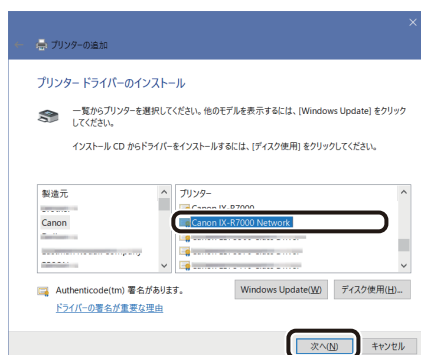 プリンターの追加
プリンター ドライバーのインストール
一覧からプリンターを選択してください。他のモデルを表示するには、[Windows Update] をクリック
してください。
インストール CD からドライバーをインストールするには、[ディスク使用] をクリックしてください。
製造元
プリンター
Canon IX-R7000
Canon
Canon IX-R7000 Network
Authenticode(tm) 署名があります。
Windows Update(W)
ディスク使用(H)...
ドライバーの署名が重要な理由
次へ(N)
キャンセル